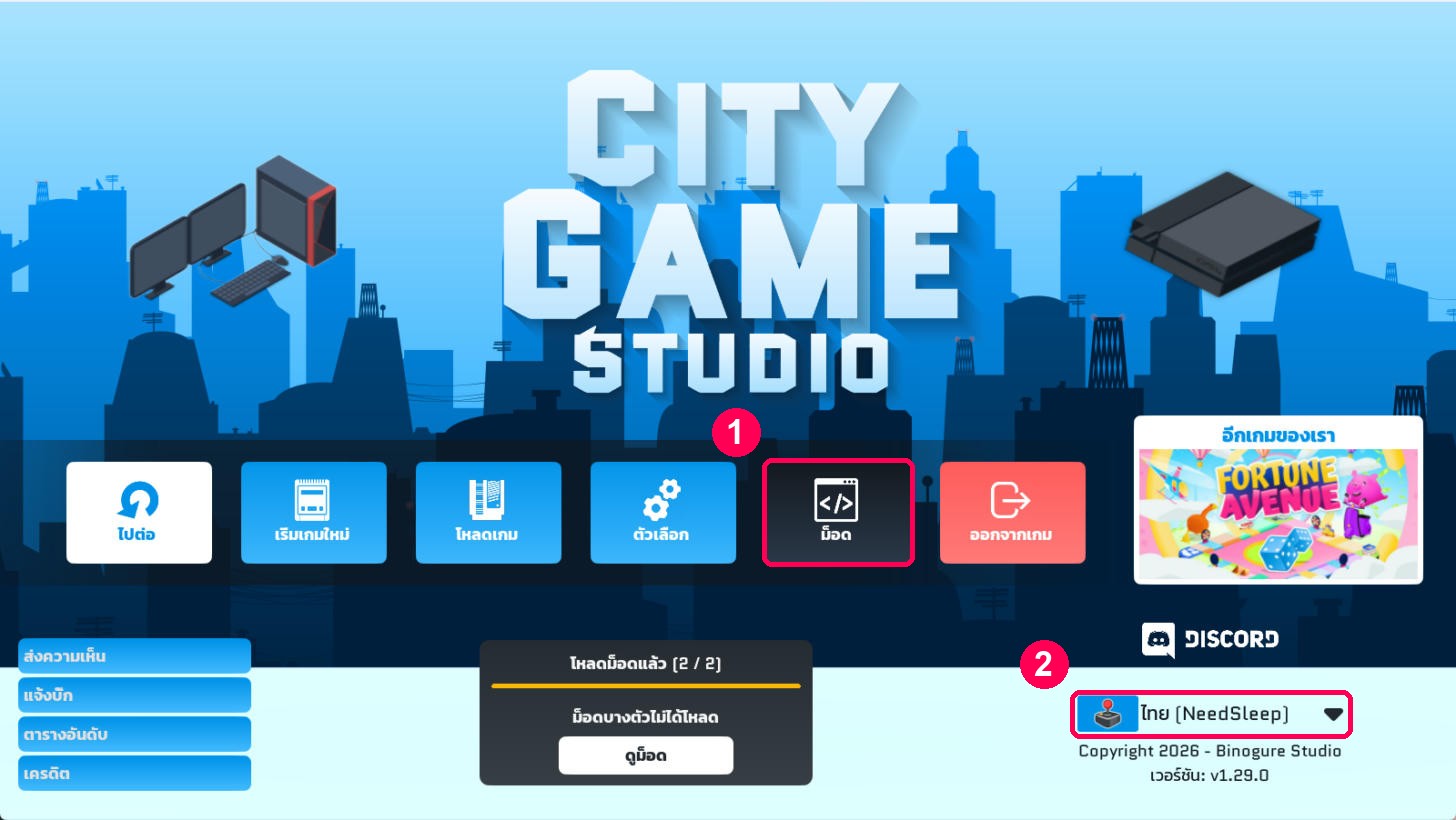 CITY
GAME
STUDIO
1
อีกเกมของเรา
FORTUNE
AVENUE
ไปต่อ
เริ่มเกมใหม่
โหลดเกม
ตัวเลือก
ม็อด
ออกจากเกม
DISCORD
ส่งความเห็น
แจ้งบั๊ก
ตารางอันดับ
เครดิต
โหลดม็อดแล้ว (2 / 2)
ม็อดบางตัวไม่ได้โหลด
ดูม็อด
2
ไทย (NeedSleep)
Copyright 2026 - Binogure Studio
เวอร์ชัน: v1.29.0